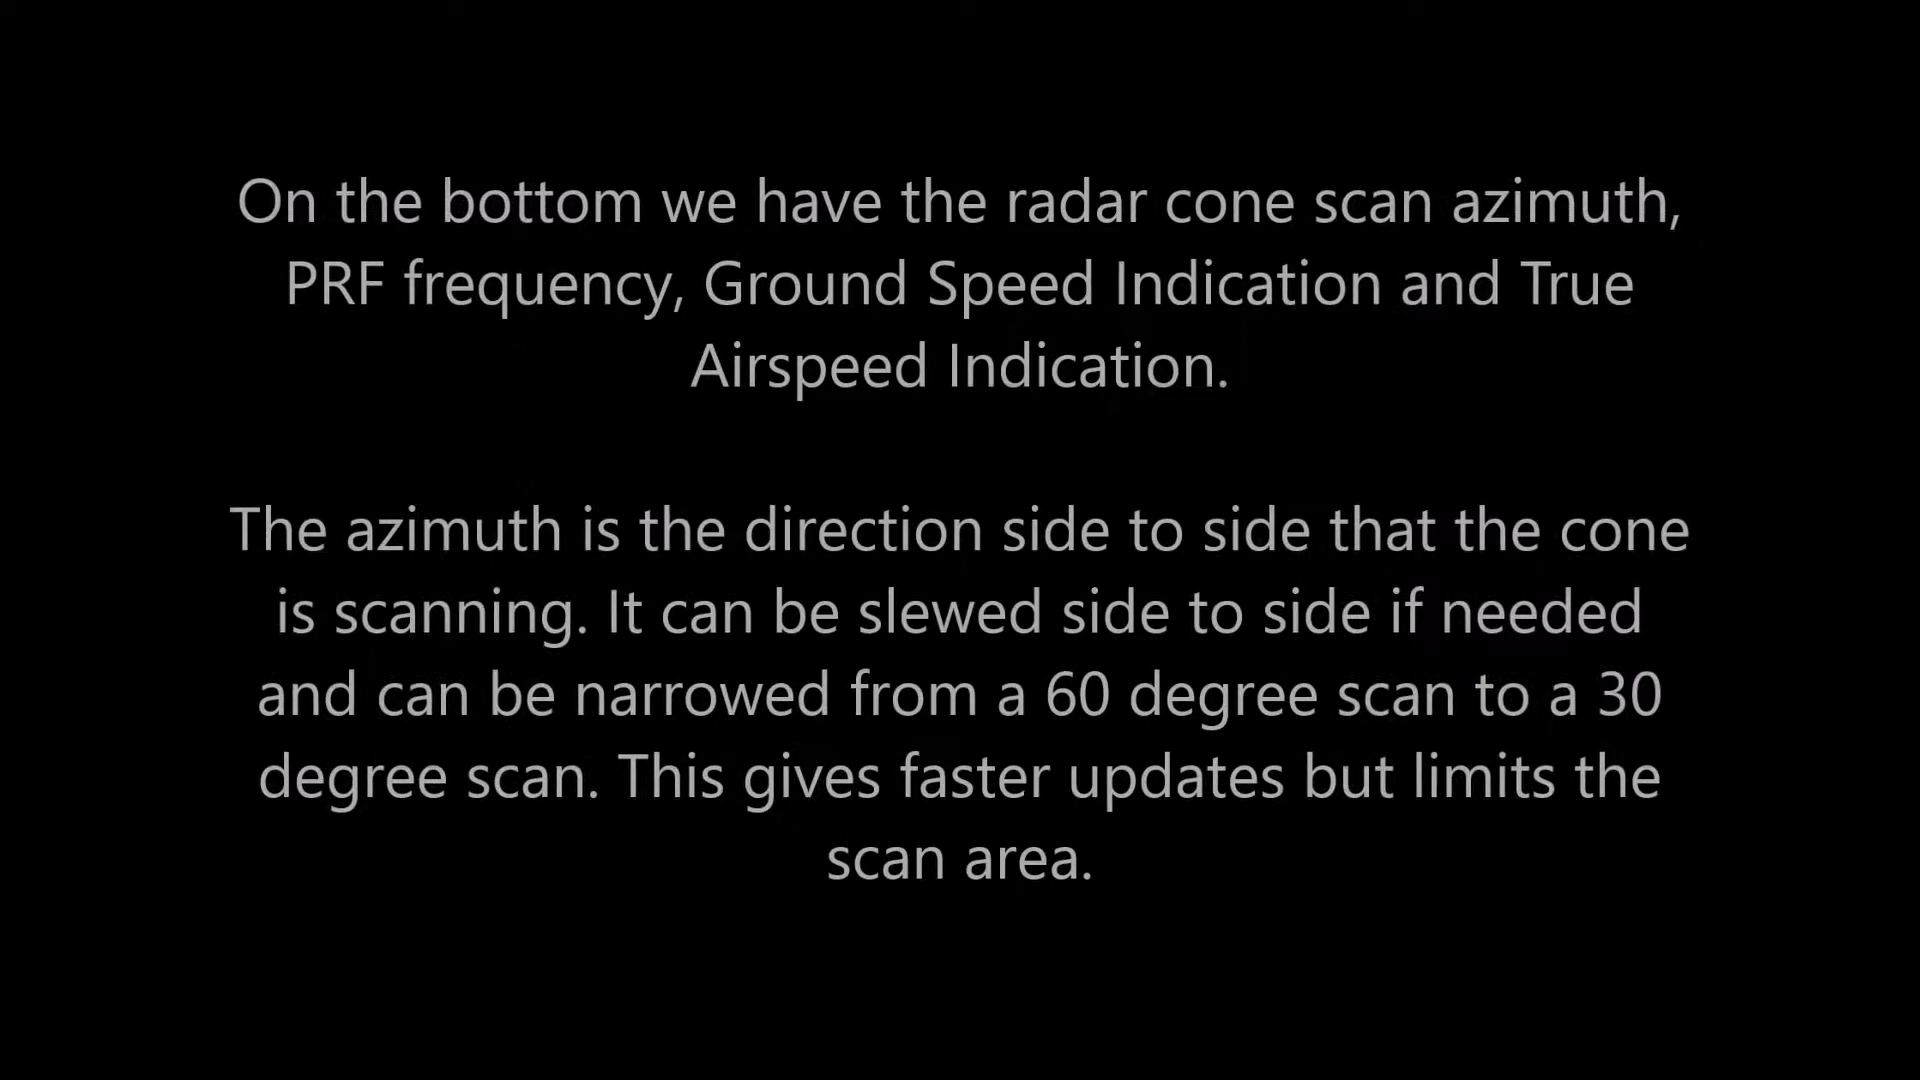 On the bottom we have the radar cone scan azimuth,
PRF frequency, Ground Speed Indication and True
Airspeed Indication.
The azimuth is the direction side to side that the cone
is scanning. It can be slewed side to side if needed
and can be narrowed from a 60 degree scan to a 30
degree scan. This gives faster updates but limits the
scan area.